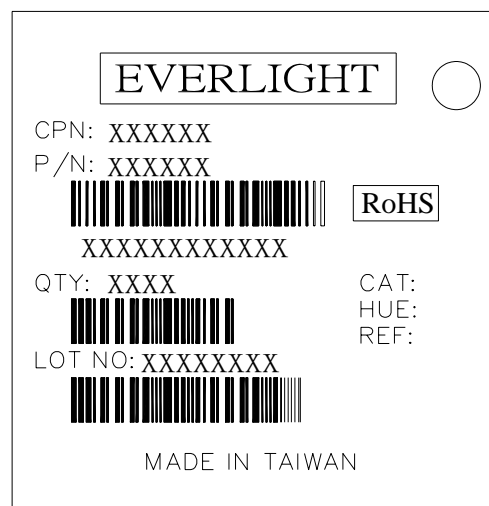 EVERLIGHT
CPN: XXXXXX
P/N: XXXXXX
RoHS
XXXXXXXXXXXX
QTY: XXXX
CAT:
HUE:
REF:
LOT NO: XXXXXXXX
MADE IN TAIWAN